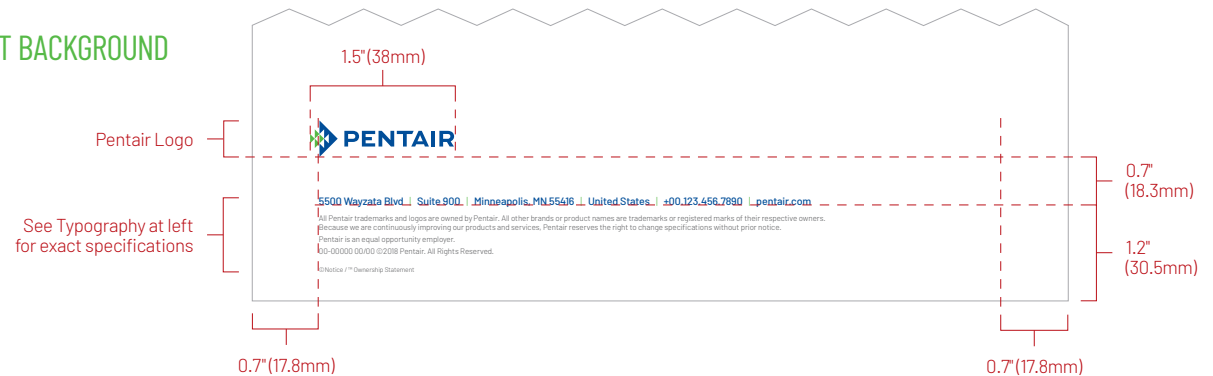 T BACKGROUND
1.5"(38mm)
Pentair Logo
PENTAIR
0.7"
(18.3mm)
See Typography at left
for exact specifications
5500 Wayzata Blvd | Suite 900 | Minneapolis, MN 55416 | United States | +00.123.456.7890 | pentair.com
All Pentair trademarks and logos are owned by Pentair. All other brands or product names are trademarks or registered marks of their respective owners.
Because we are continuously improving our products and services, Pentair reserves the right to change specifications without prior notice.
Pentair is an equal opportunity employer.
00-00000 00/00 ©2018 Pentair. All Rights Reserved.
©Notice /™ Ownership Statement
1.2"
(30.5mm)
0.7"(17.8mm)
0.7"(17.8mm)